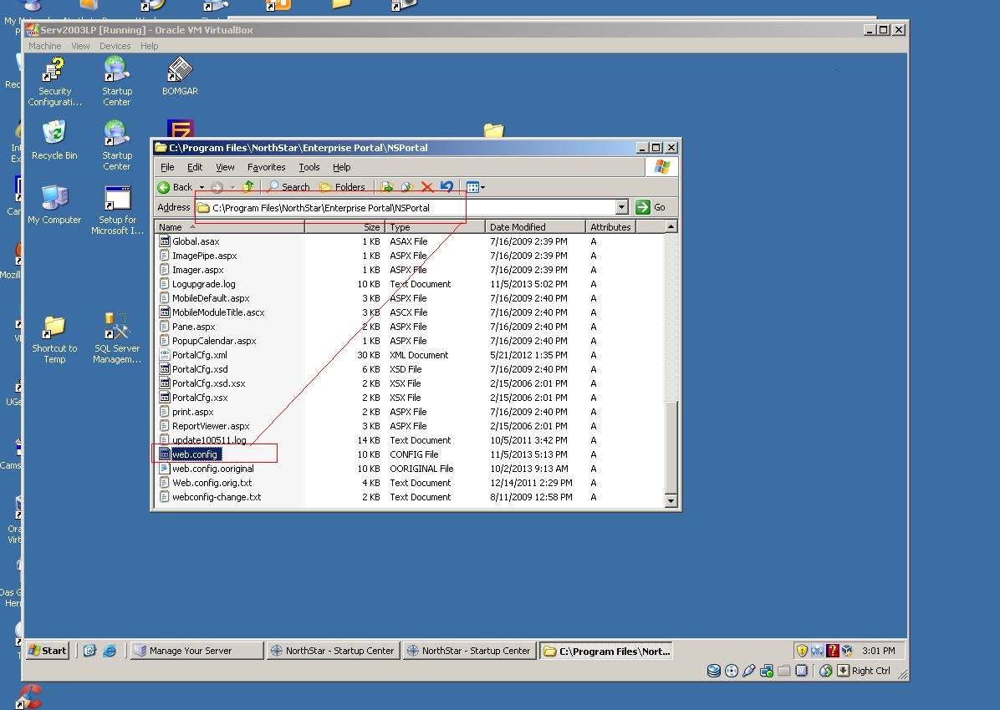 My N
P
Serv2003LP [Running] - Oracle VM VirtualBox
Machine View Devices Help
Security
Configurati...
Startup
Center
BOMGAR
Rec
Recycle Bin
Startup
Center
Int
Ex
My Computer
Setup for
Microsoft I...
Can
Mozill
Shortcut to
Temp
SQL Server
Managem...
VI
UGe
Cams
Ora
Virt
Das G
Her
T
C:\Program Files\NorthStar\Enterprise Portal\NSPortal
File Edit View Favorites Tools Help
Back Search Folders
Address C:\Program Files\NorthStar\Enterprise Portal\NSPortal Go
Name Size Type Date Modified Attributes
Global.asax 1 KB ASAX File 7/16/2009 2:39 PM A
ImagePipe.aspx 1 KB ASPX File 7/16/2009 2:39 PM A
Imager.aspx 1 KB ASPX File 7/16/2009 2:39 PM A
Logupgrade.log 10 KB Text Document 11/5/2013 5:02 PM A
MobileDefault.aspx 3 KB ASPX File 7/16/2009 2:40 PM A
MobileModuleTitle.ascx 3 KB ASCX File 7/16/2009 2:40 PM A
Pane.aspx 2 KB ASPX File 7/16/2009 2:40 PM A
PopupCalendar.aspx 1 KB ASPX File 7/16/2009 2:40 PM A
PortalCfg.xml 30 KB XML Document 5/21/2012 1:35 PM A
PortalCfg.xsd 6 KB XSD File 7/16/2009 2:40 PM A
PortalCfg.xsd.xsx 2 KB XSX File 2/15/2006 2:01 PM A
PortalCfg.xsx 2 KB XSX File 2/15/2006 2:01 PM A
print.aspx 2 KB ASPX File 7/16/2009 2:40 PM A
ReportViewer.aspx 3 KB ASPX File 2/15/2006 2:01 PM A
update100511.log 14 KB Text Document 10/5/2011 3:42 PM A
web.config 10 KB CONFIG File 11/5/2013 5:13 PM A
web.config.ooriginal 10 KB OORIGINAL File 10/2/2013 9:13 AM A
Web.config.orig.txt 4 KB Text Document 12/14/2011 2:29 PM A
webconfig-change.txt 2 KB Text Document 8/11/2009 12:58 PM A
Start Manage Your Server NorthStar - Startup Center NorthStar - Startup Center C:\Program Files\Nort... 3:01 PM
Right Ctrl